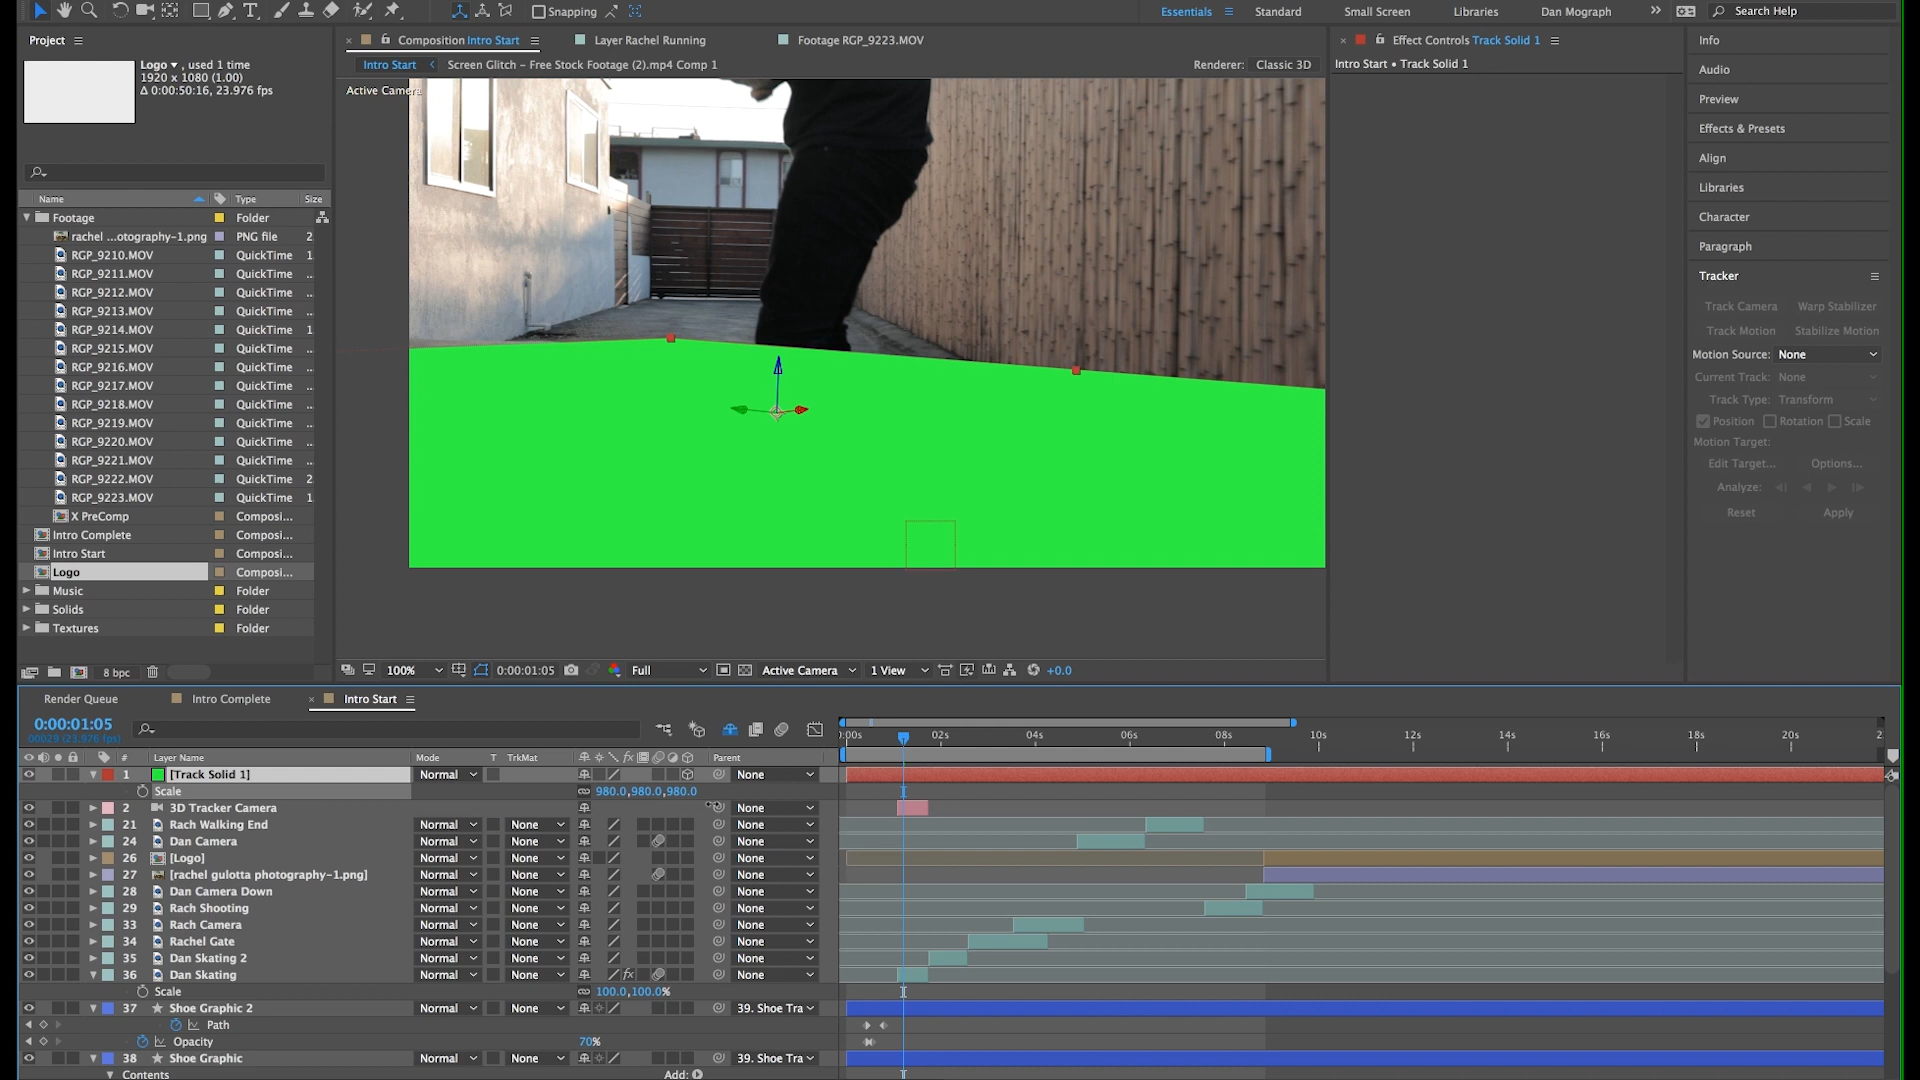 Snapping
Essentials
Standard
Small Screen
Libraries
Dan Mograph
Search Help
Project
Composition Intro Start
Layer Rachel Running
Footage RGP_9223.MOV
Effect Controls Track Solid 1
Info
Logo ▾ , used 1 time
1920 x 1080 (1.00)
Δ 0:00:50:16, 23.976 fps
Intro Start
Screen Glitch - Free Stock Footage (2).mp4 Comp 1
Renderer: Classic 3D
Intro Start • Track Solid 1
Active Camera
Audio
Preview
Effects & Presets
Align
Libraries
Character
Paragraph
Tracker
Track Camera Warp Stabilizer
Track Motion Stabilize Motion
Motion Source: None
Current Track: None
Track Type: Transform
Position Rotation Scale
Motion Target:
Edit Target... Options...
Analyze:
Reset Apply
Name Type Size
Footage Folder
rachel ...otography-1.png PNG file 2
RGP_9210.MOV QuickTime 1
RGP_9211.MOV QuickTime ...
RGP_9212.MOV QuickTime ...
RGP_9213.MOV QuickTime ...
RGP_9214.MOV QuickTime 1
RGP_9215.MOV QuickTime ...
RGP_9216.MOV QuickTime ...
RGP_9217.MOV QuickTime ...
RGP_9218.MOV QuickTime ...
RGP_9219.MOV QuickTime ...
RGP_9220.MOV QuickTime ...
RGP_9221.MOV QuickTime ...
RGP_9222.MOV QuickTime 2
RGP_9223.MOV QuickTime 1
X PreComp Composi...
Intro Complete Composi...
Intro Start Composi...
Logo Composi...
Music Folder
Solids Folder
Textures Folder
8 bpc
100% 0:00:01:05 Full Active Camera 1 View +0.0
Render Queue Intro Complete Intro Start
0:00:01:05
00029 (23.976 fps)
:00s 02s 04s 06s 08s 10s 12s 14s 16s 18s 20s 2
# Layer Name Mode T TrkMat Parent
1 [Track Solid 1] Normal None
Scale 980.0,980.0,980.0
2 3D Tracker Camera None
21 Rach Walking End Normal None None
24 Dan Camera Normal None None
26 [Logo] Normal None None
27 [rachel gulotta photography-1.png] Normal None None
28 Dan Camera Down Normal None None
29 Rach Shooting Normal None None
33 Rach Camera Normal None None
34 Rachel Gate Normal None None
35 Dan Skating 2 Normal None None
36 Dan Skating Normal None None
Scale 100.0,100.0%
37 Shoe Graphic 2 Normal None 39. Shoe Tra
Path
Opacity 70%
38 Shoe Graphic Normal None 39. Shoe Tra
Contents Add: